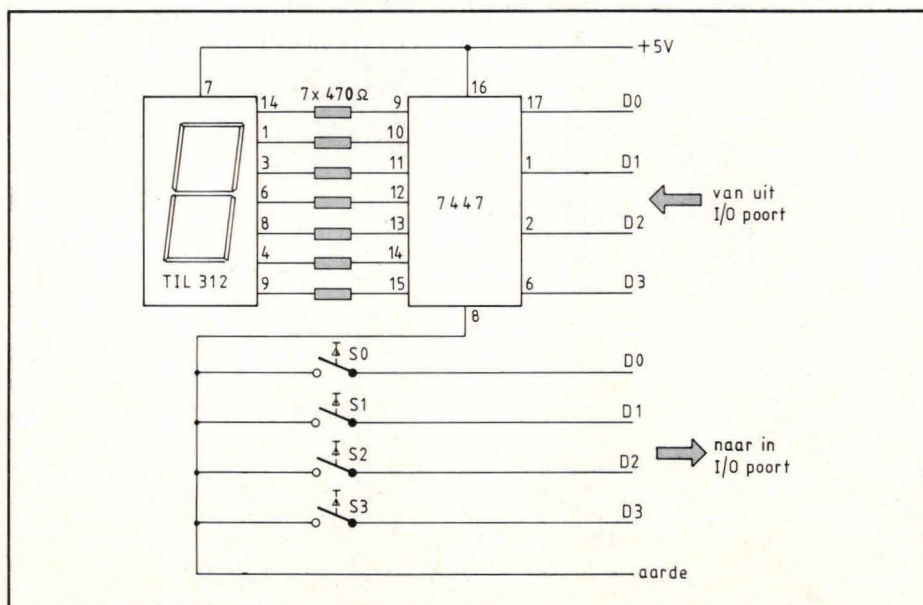 +5V
7
16
14
7x 470Ω
9
17
D0
1
10
3
11
1
D1
6
12
7447
van uit
I/O poort
8
13
2
D2
4
14
TIL 312
9
15
6
D3
8
S0
D0
S1
D1
S2
D2
naar in
I/O poort
S3
D3
aarde